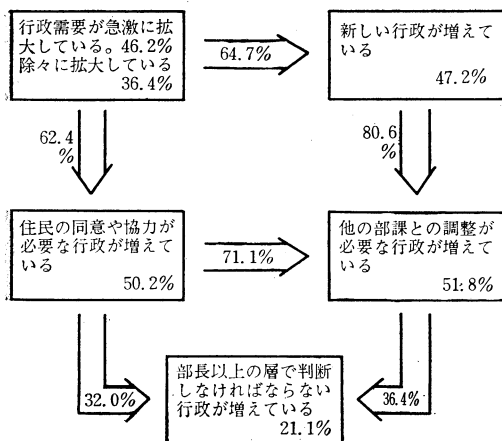 行政需要が急激に拡
大している。46.2%
除々に拡大している
36.4%
64.7%
新しい行政が増えて
いる
47.2%
62.4
%
80.6
%
住民の同意や協力が
必要な行政が増えて
いる
50.2%
71.1%
他の部課との調整が
必要な行政が増えて
いる
51.8%
部長以上の層で判断
しなければならない
行政が増えている
21.1%
32.0%
36.4%